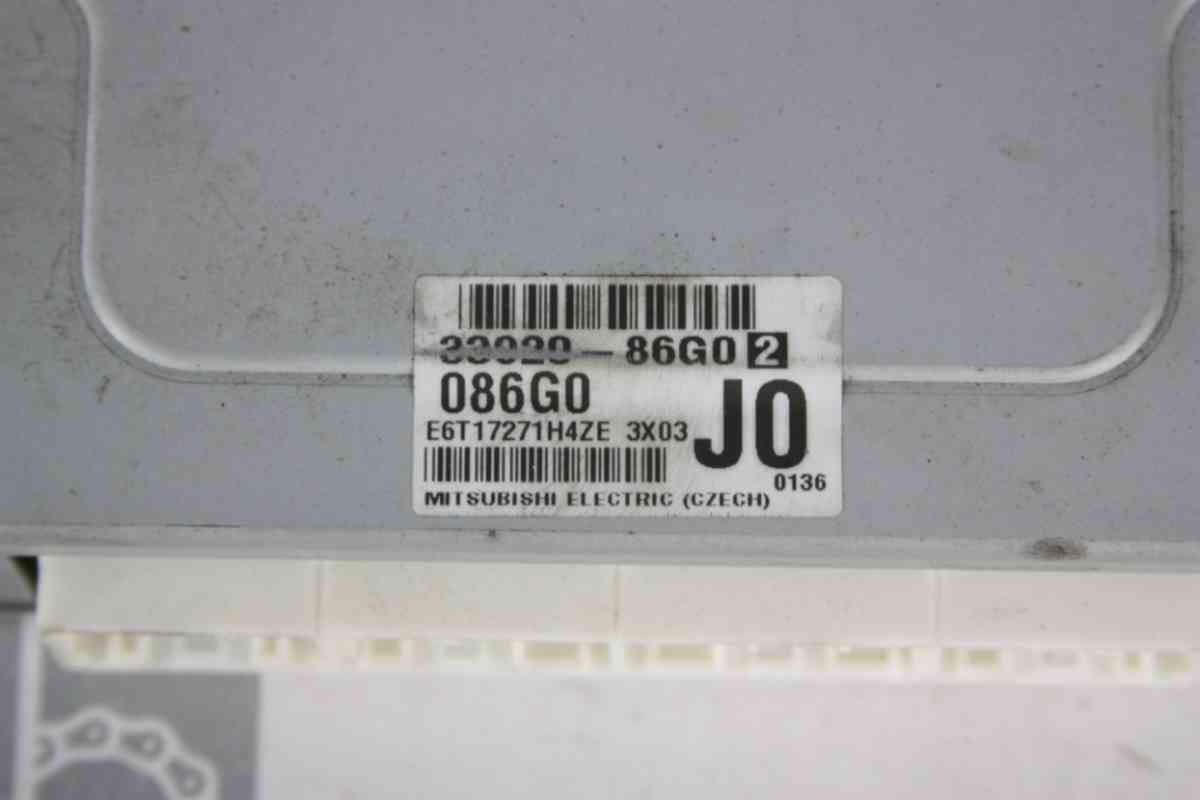 33920-86G0 2
086G0
J0
E6T17271H4ZE 3X03
0136
MITSUBISHI ELECTRIC (CZECH)